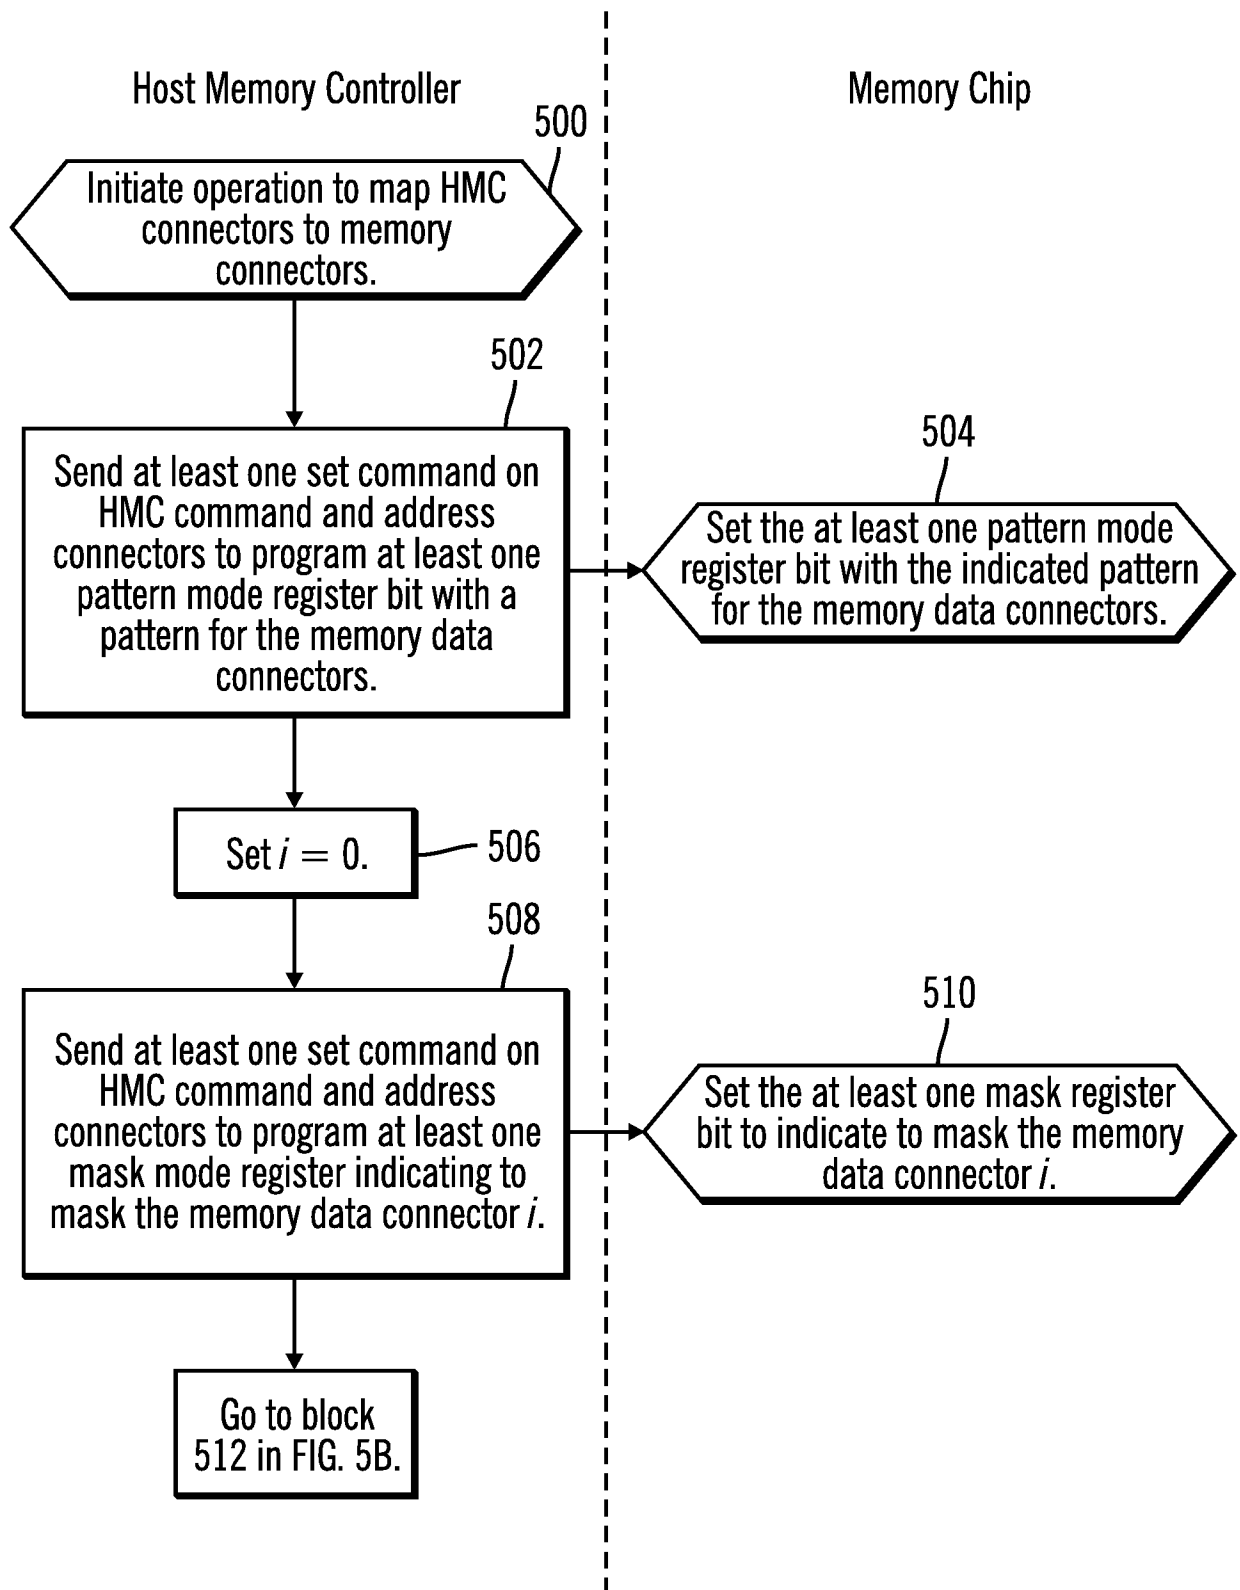 Host Memory Controller
Memory Chip
500
Initiate operation to map HMC
connectors to memory
connectors.
502
Send at least one set command on
HMC command and address
connectors to program at least one
pattern mode register bit with a
pattern for the memory data
connectors.
504
Set the at least one pattern mode
register bit with the indicated pattern
for the memory data connectors.
Set i = 0.
506
508
Send at least one set command on
HMC command and address
connectors to program at least one
mask mode register indicating to
mask the memory data connector i.
510
Set the at least one mask register
bit to indicate to mask the memory
data connector i.
Go to block
512 in FIG. 5B.